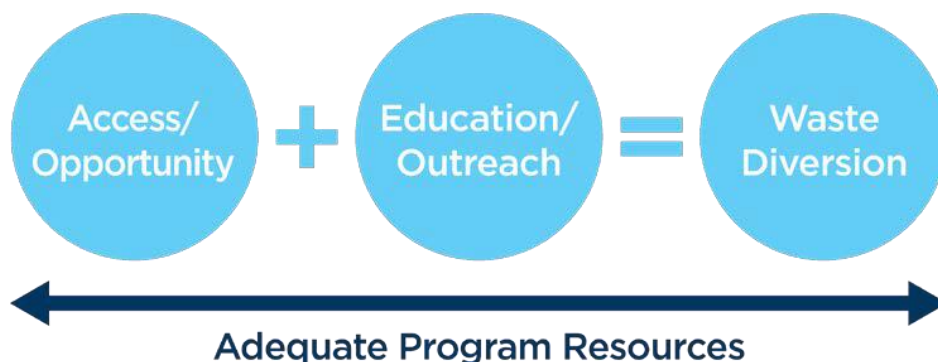 Access/
Opportunity
+
Education/
Outreach
=
Waste
Diversion
Adequate Program Resources